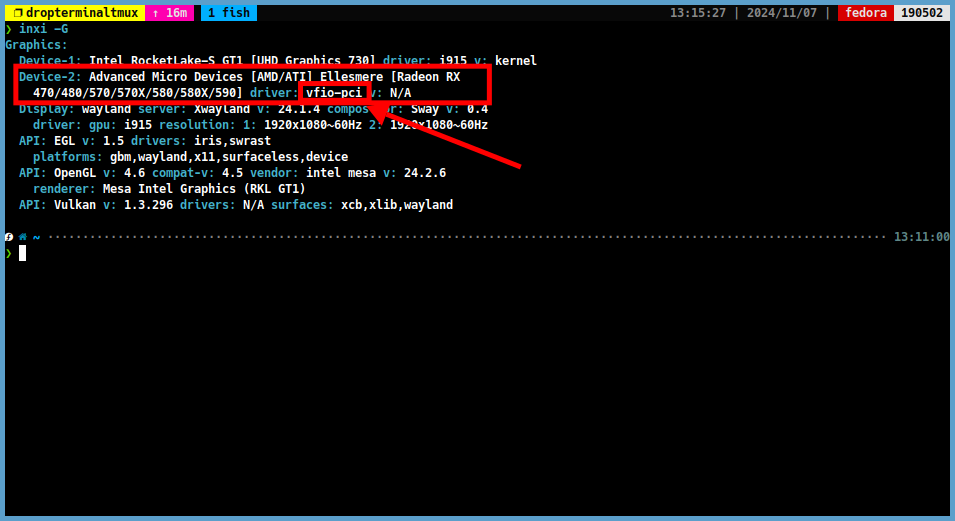 dropterminaltmux ↑ 16m 1 fish 13:15:27 | 2024/11/07 | fedora 190502
❯ inxi -G
Graphics:
Device-1: Intel RocketLake-S GT1 [UHD Graphics 730] driver: i915 v: kernel
Device-2: Advanced Micro Devices [AMD/ATI] Ellesmere [Radeon RX
470/480/570/570X/580/580X/590] driver: vfio-pci v: N/A
Display: wayland server: Xwayland v: 24.1.4 Sway v: 0.4
driver: gpu: i915 resolution: 1: 1920x1080~60Hz 2: 1920x1080~60Hz
API: EGL v: 1.5 drivers: iris,swrast
platforms: gbm,wayland,x11,surfaceless,device
API: OpenGL v: 4.6 compat-v: 4.5 vendor: intel mesa v: 24.2.6
renderer: Mesa Intel Graphics (RKL GT1)
API: Vulkan v: 1.3.296 drivers: N/A surfaces: xcb,xlib,wayland
~ 13:11:00
❯